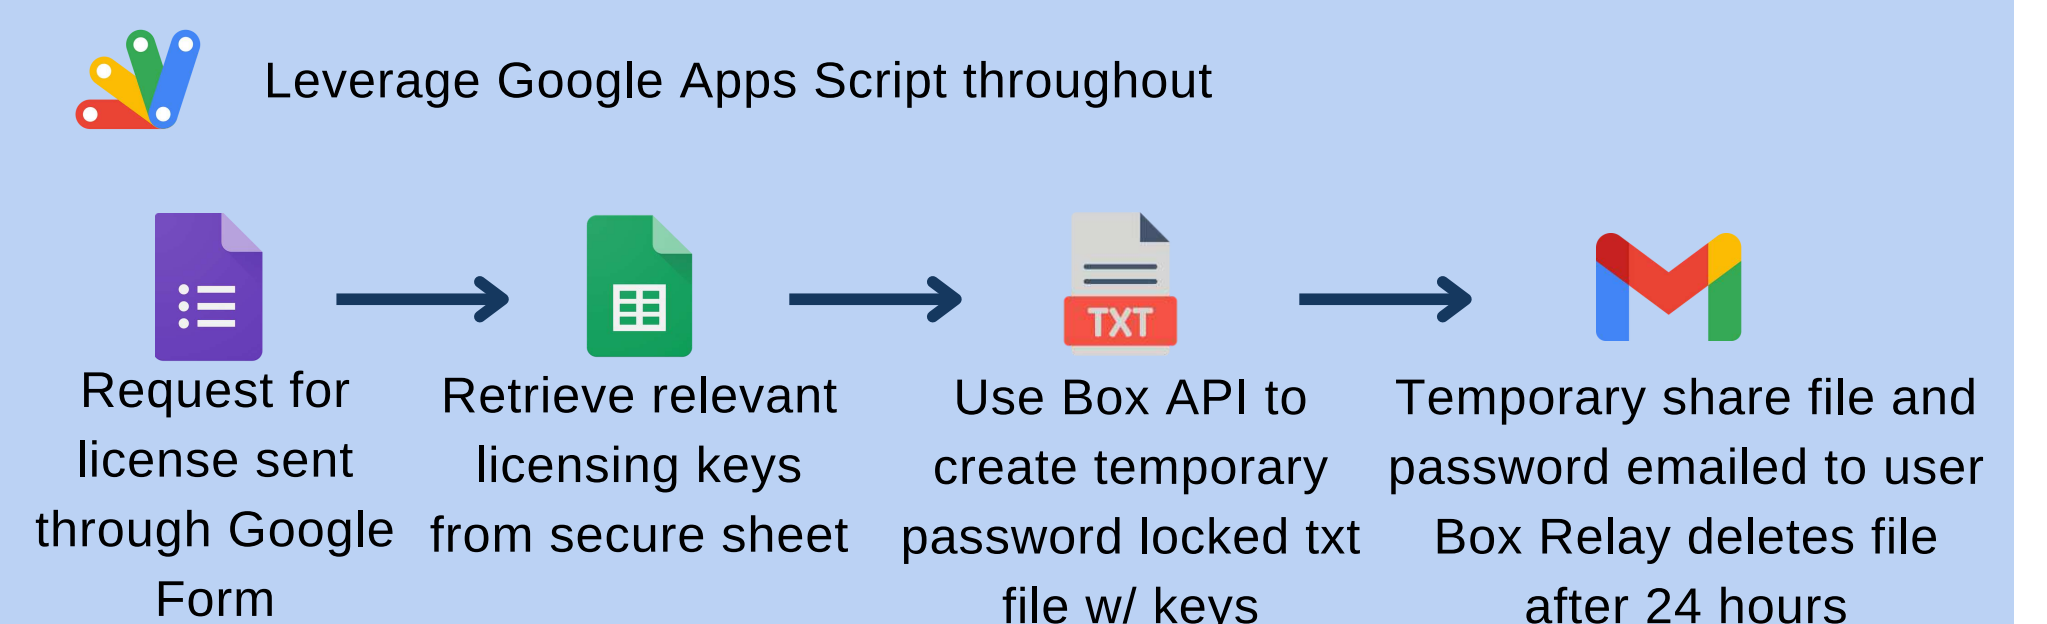 Leverage Google Apps Script throughout
TXT
Request for
license sent
through Google
Form
Retrieve relevant
licensing keys
from secure sheet
Use Box API to
create temporary
password locked txt
file w/ keys
Temporary share file and
password emailed to user
Box Relay deletes file
after 24 hours